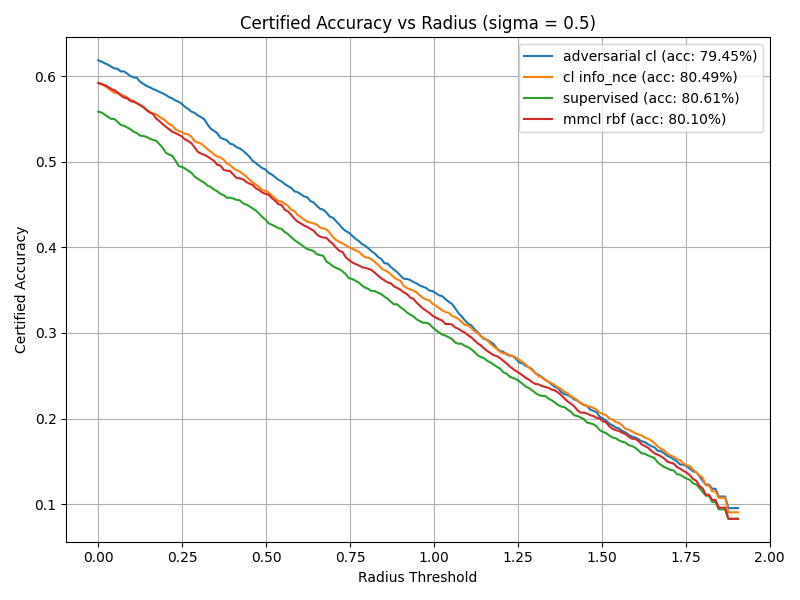 Certified Accuracy vs Radius (sigma = 0.5)
adversarial cl (acc: 79.45%)
cl info_nce (acc: 80.49%)
supervised (acc: 80.61%)
mmcl rbf (acc: 80.10%)
Certified Accuracy
0.6
0.5
0.4
0.3
0.2
0.1
0.00 0.25 0.50 0.75 1.00 1.25 1.50 1.75 2.00
Radius Threshold